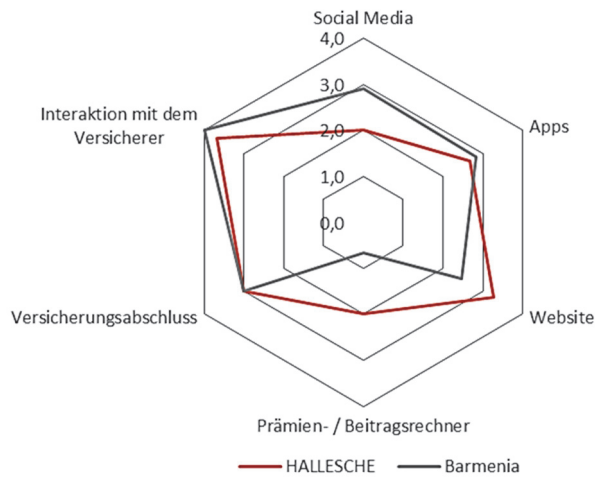 Social Media
4,0
3,0
2,0
1,0
0,0
Interaktion mit dem
Versicherer
Apps
Versicherungsabschluss
Website
Prämien- / Beitragsrechner
HALLESCHE
Barmenia